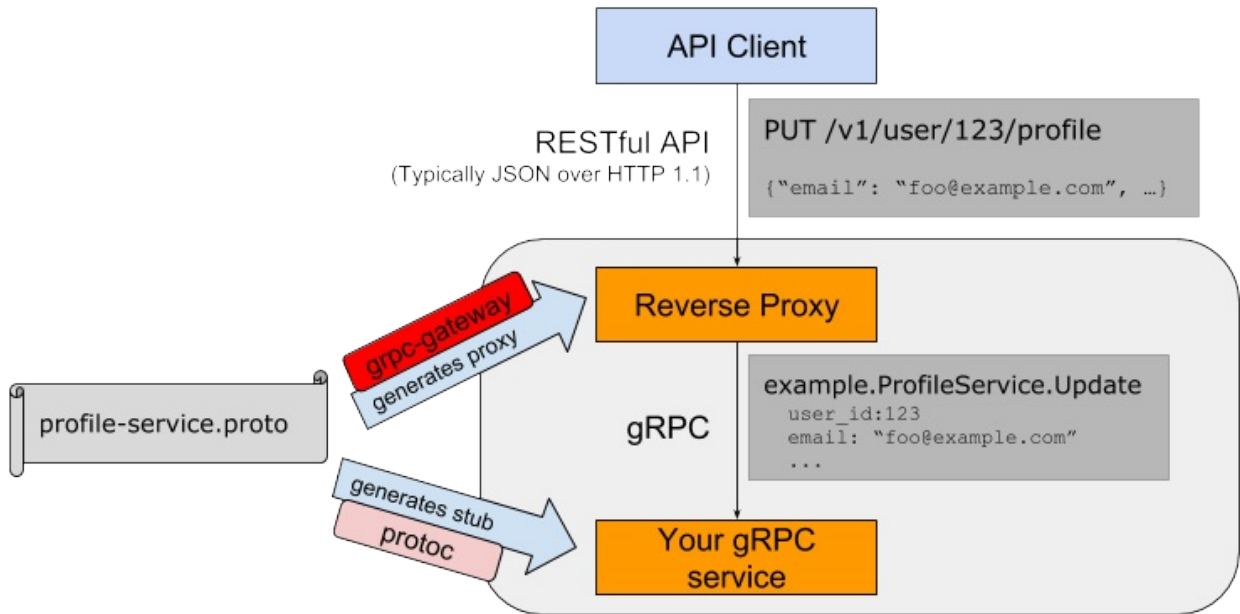 API Client
RESTful API
(Typically JSON over HTTP 1.1)
PUT /v1/user/123/profile
{“email”: “foo@example.com”, …}
grpc-gateway
generates proxy
Reverse Proxy
profile-service.proto
gRPC
example.ProfileService.Update
user_id:123
email: “foo@example.com”
...
generates stub
protoc
Your gRPC
service